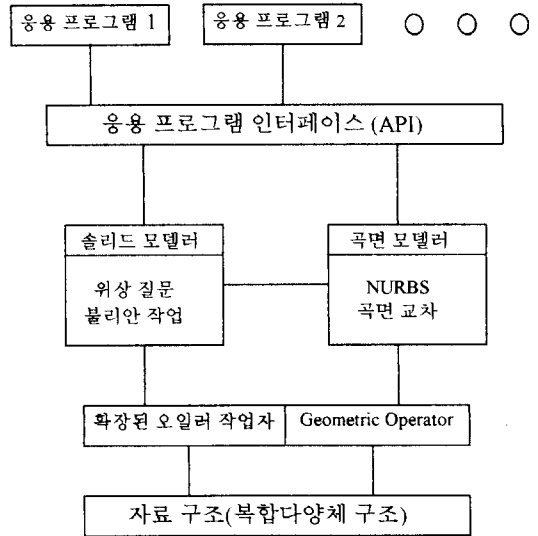 응용 프로그램 1
응용 프로그램 2
응용 프로그램 인터페이스 (API)
솔리드 모델러
위상 질문
불리안 작업
곡면 모델러
NURBS
곡면 교차
확장된 오일러 작업자
Geometric Operator
자료 구조(복합다양체 구조)